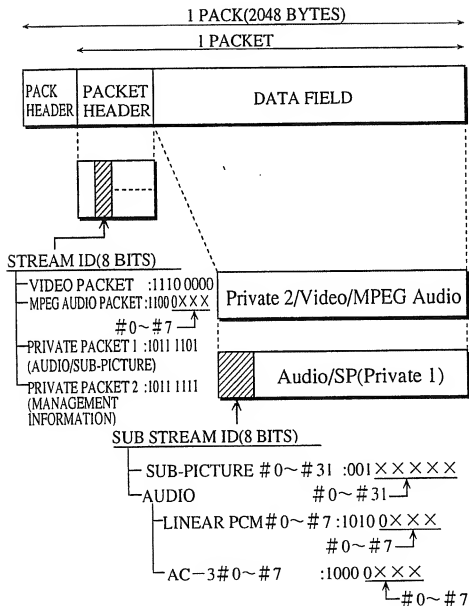 1 PACK(2048 BYTES)
1 PACKET
PACK HEADER
PACKET HEADER
DATA FIELD
STREAM ID(8 BITS)
VIDEO PACKET :1110 0000
MPEG AUDIO PACKET :1100 0×××
#0~#7
PRIVATE PACKET 1 :1011 1101
(AUDIO/SUB-PICTURE)
PRIVATE PACKET 2 :1011 1111
(MANAGEMENT
INFORMATION)
Private 2/Video/MPEG Audio
Audio/SP(Private 1)
SUB STREAM ID(8 BITS)
SUB-PICTURE #0~#31 :001×××××
#0~#31
AUDIO
LINEAR PCM#0~#7 :1010 0×××
#0~#7
AC-3#0~#7 :1000 0×××
#0~#7